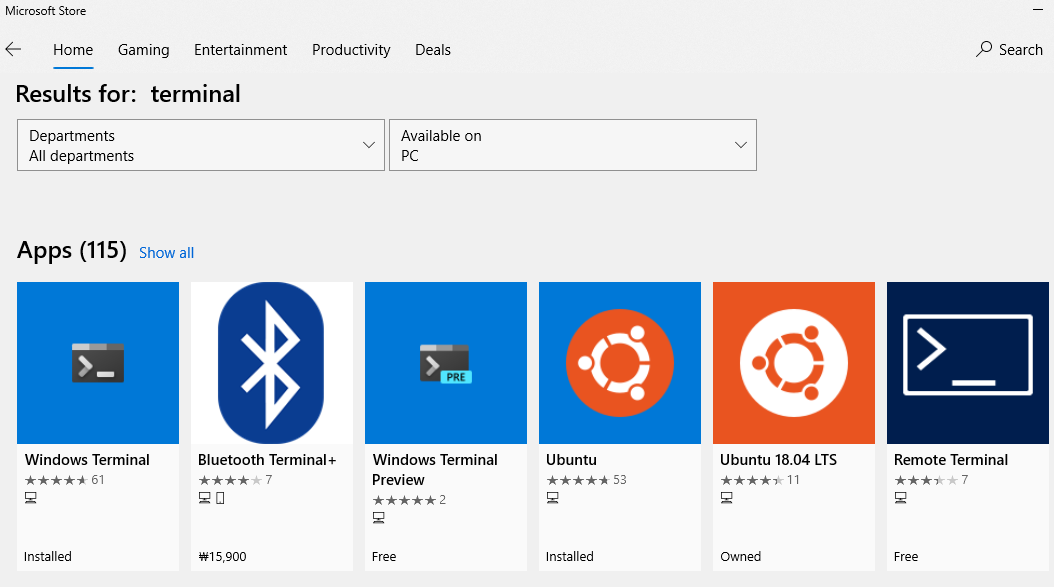 Microsoft Store
Home Gaming Entertainment Productivity Deals Search
Results for: terminal
Departments
All departments
Available on
PC
Apps (115) Show all
PRE
Windows Terminal
61
Installed
Bluetooth Terminal+
7
₩15,900
Windows Terminal
Preview
2
Free
Ubuntu
53
Installed
Ubuntu 18.04 LTS
11
Owned
Remote Terminal
7
Free